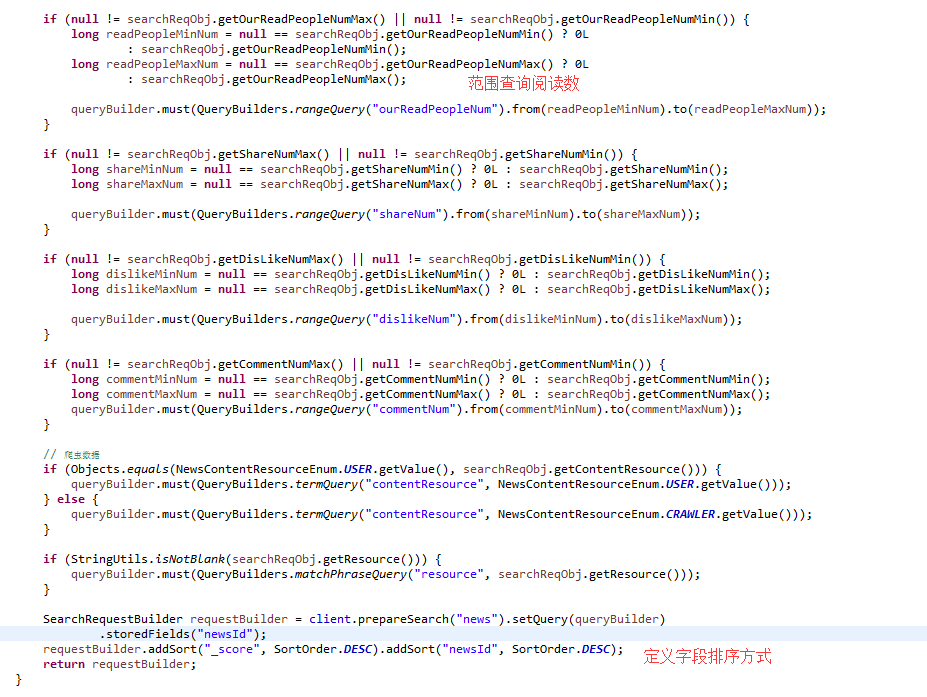 if (null != searchReqObj.getOurReadPeopleNumMax() || null != searchReqObj.getOurReadPeopleNumMin()) {
long readPeopleMinNum = null == searchReqObj.getOurReadPeopleNumMin() ? 0L
: searchReqObj.getOurReadPeopleNumMin();
long readPeopleMaxNum = null == searchReqObj.getOurReadPeopleNumMax() ? 0L
: searchReqObj.getOurReadPeopleNumMax();
范围查询阅读数
queryBuilder.must(QueryBuilders.rangeQuery("ourReadPeopleNum").from(readPeopleMinNum).to(readPeopleMaxNum));
}
if (null != searchReqObj.getShareNumMax() || null != searchReqObj.getShareNumMin()) {
long shareMinNum = null == searchReqObj.getShareNumMin() ? 0L : searchReqObj.getShareNumMin();
long shareMaxNum = null == searchReqObj.getShareNumMax() ? 0L : searchReqObj.getShareNumMax();
queryBuilder.must(QueryBuilders.rangeQuery("shareNum").from(shareMinNum).to(shareMaxNum));
}
if (null != searchReqObj.getDisLikeNumMax() || null != searchReqObj.getDisLikeNumMin()) {
long dislikeMinNum = null == searchReqObj.getDisLikeNumMin() ? 0L : searchReqObj.getDisLikeNumMin();
long dislikeMaxNum = null == searchReqObj.getDisLikeNumMax() ? 0L : searchReqObj.getDisLikeNumMax();
queryBuilder.must(QueryBuilders.rangeQuery("dislikeNum").from(dislikeMinNum).to(dislikeMaxNum));
}
if (null != searchReqObj.getCommentNumMax() || null != searchReqObj.getCommentNumMin()) {
long commentMinNum = null == searchReqObj.getCommentNumMin() ? 0L : searchReqObj.getCommentNumMin();
long commentMaxNum = null == searchReqObj.getCommentNumMax() ? 0L : searchReqObj.getCommentNumMax();
queryBuilder.must(QueryBuilders.rangeQuery("commentNum").from(commentMinNum).to(commentMaxNum));
}
// 爬虫数据
if (Objects.equals(NewsContentResourceEnum.USER.getValue(), searchReqObj.getContentResource())) {
queryBuilder.must(QueryBuilders.termQuery("contentResource", NewsContentResourceEnum.USER.getValue()));
} else {
queryBuilder.must(QueryBuilders.termQuery("contentResource", NewsContentResourceEnum.CRAWLER.getValue()));
}
if (StringUtils.isNotBlank(searchReqObj.getResource())) {
queryBuilder.must(QueryBuilders.matchPhraseQuery("resource", searchReqObj.getResource()));
}
SearchRequestBuilder requestBuilder = client.prepareSearch("news").setQuery(queryBuilder)
.storedFields("newsId");
requestBuilder.addSort("_score", SortOrder.DESC).addSort("newsId", SortOrder.DESC);
定义字段排序方式
return requestBuilder;
}